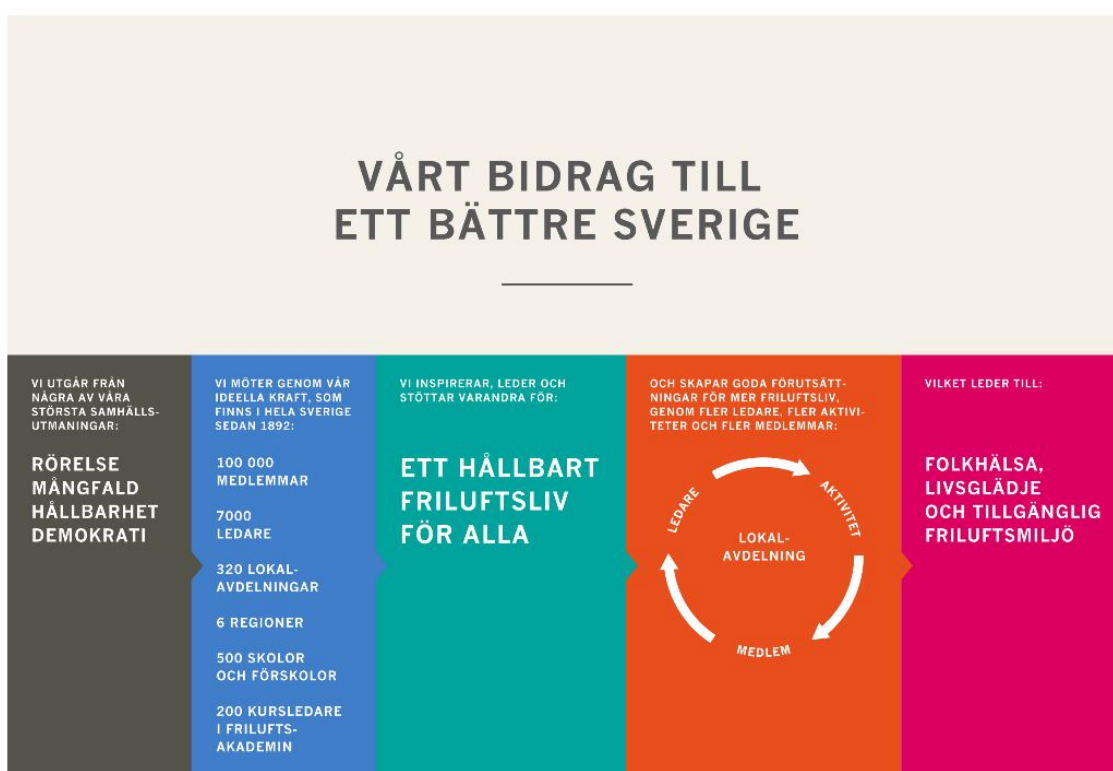 VÅRT BIDRAG TILL
ETT BÄTTRE SVERIGE
VI UTGÅR FRÅN
NÅGRA AV VÅRA
STÖRSTA SAMHÄLLS-
UTMANINGAR:
RÖRELSE
MÅNGFALD
HÅLLBARHET
DEMOKRATI
VI MÖTER GENOM VÅR
IDEELLA KRAFT, SOM
FINNS I HELA SVERIGE
SEDAN 1892:
100 000
MEDLEMMAR
7000
LEDARE
320 LOKAL-
AVDELNINGAR
6 REGIONER
500 SKOLOR
OCH FÖRSKOLOR
200 KURSLEDARE
I FRILUFTS-
AKADEMIN
VI INSPIRERAR, LEDER OCH
STÖTTAR VARANDRA FÖR:
ETT HÅLLBART
FRILUFTSLIV
FÖR ALLA
OCH SKAPAR GODA FÖRUTSÄTT-
NINGAR FÖR MER FRILUFTSLIV,
GENOM FLER LEDARE, FLER AKTIVI-
TETER OCH FLER MEDLEMMAR:
LEDARE
AKTIVITET
LOKAL-
AVDELNING
MEDLEM
VILKET LEDER TILL:
FOLKHÄLSA,
LIVSGLÄDJE
OCH TILLGÄNGLIG
FRILUFTSMILJÖ